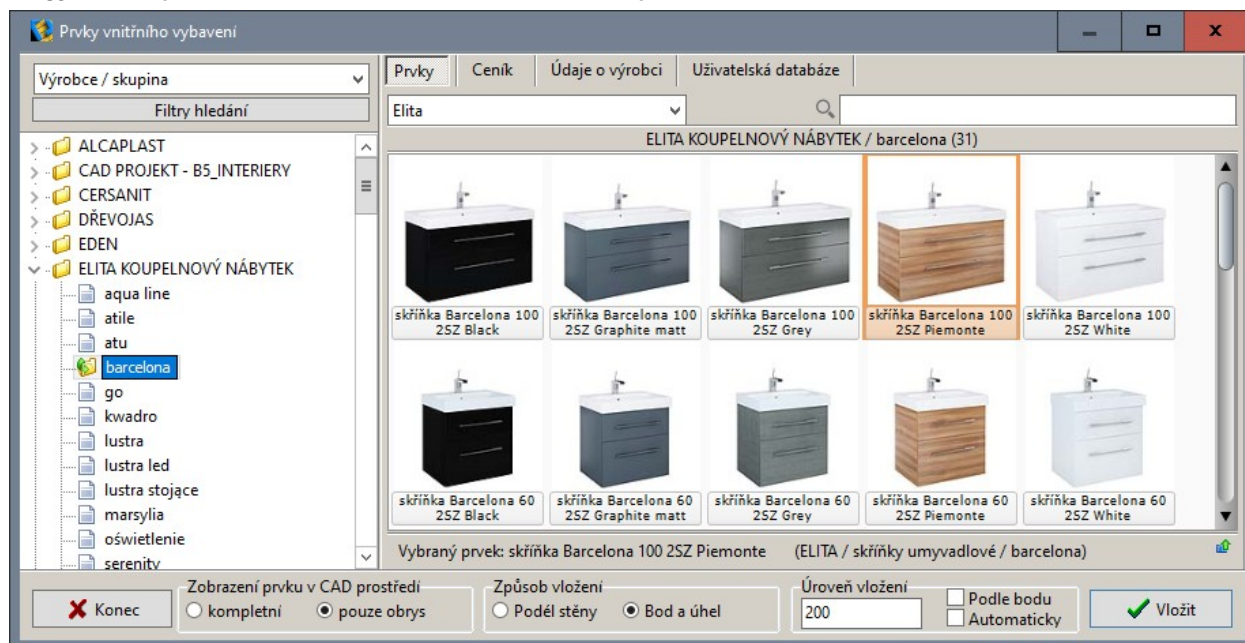 Prvky vnitřního vybavení
Výrobce / skupina
Filtry hledání
ALCAPLAST
CAD PROJEKT - B5_INTERIERY
CERSANIT
DŘEVOJAS
EDEN
ELITA KOUPELNOVÝ NÁBYTEK
aqua line
atile
atu
barcelona
go
kwadro
lustra
lustra led
lustra stojące
marsylia
oświetlenie
serenity
Prvky Ceník Údaje o výrobci Uživatelská databáze
Elita
ELITA KOUPELNOVÝ NÁBYTEK / barcelona (31)
skříňka Barcelona 100
2SZ Black
skříňka Barcelona 100
2SZ Graphite matt
skříňka Barcelona 100
2SZ Grey
skříňka Barcelona 100
2SZ Piemonte
skříňka Barcelona 100
2SZ White
skříňka Barcelona 60
2SZ Black
skříňka Barcelona 60
2SZ Graphite matt
skříňka Barcelona 60
2SZ Grey
skříňka Barcelona 60
2SZ Piemonte
skříňka Barcelona 60
2SZ White
Vybraný prvek: skříňka Barcelona 100 2SZ Piemonte (ELITA / skříňky umyvadlové / barcelona)
Konec
Zobrazení prvku v CAD prostředí
kompletní pouze obrys
Způsob vložení
Podél stěny Bod a úhel
Úroveň vložení
200
Podle bodu
Automaticky
Vložit